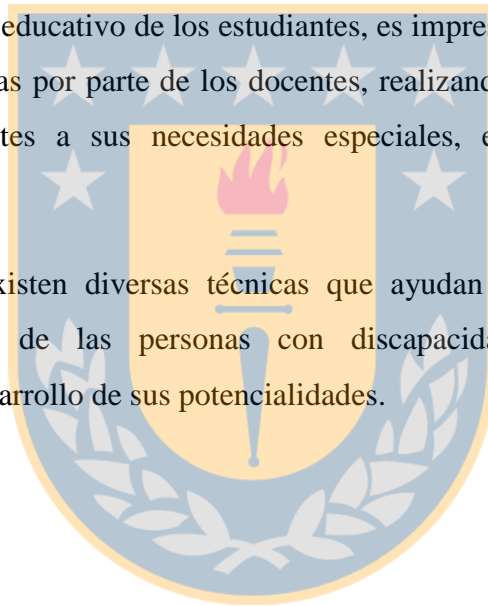 educativo de los estudiantes, es impre
as por parte de los docentes, realizand
tes a sus necesidades especiales, e
xisten diversas técnicas que ayudan
de las personas con discapacida
arrollo de sus potencialidades.